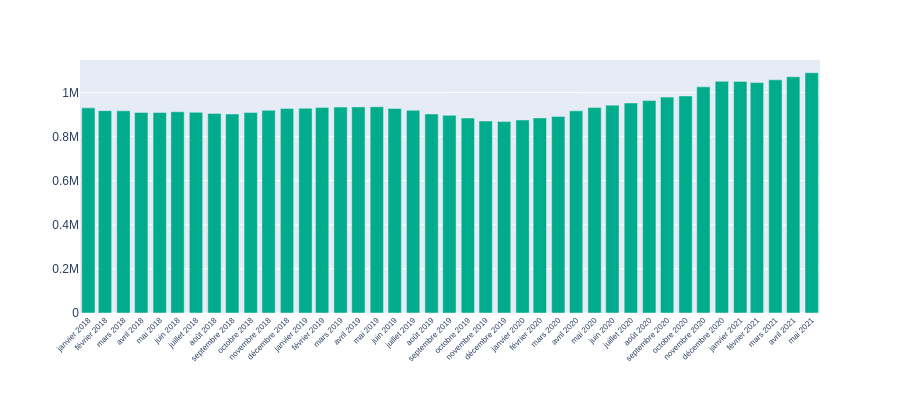 1M
0.8M
0.6M
0.4M
0.2M
0
janvier 2018
février 2018
mars 2018
avril 2018
mai 2018
juin 2018
juillet 2018
août 2018
septembre 2018
octobre 2018
novembre 2018
décembre 2018
janvier 2019
février 2019
mars 2019
avril 2019
mai 2019
juin 2019
juillet 2019
août 2019
septembre 2019
octobre 2019
novembre 2019
décembre 2019
janvier 2020
février 2020
mars 2020
avril 2020
mai 2020
juin 2020
juillet 2020
août 2020
septembre 2020
octobre 2020
novembre 2020
décembre 2020
janvier 2021
février 2021
mars 2021
avril 2021
mai 2021